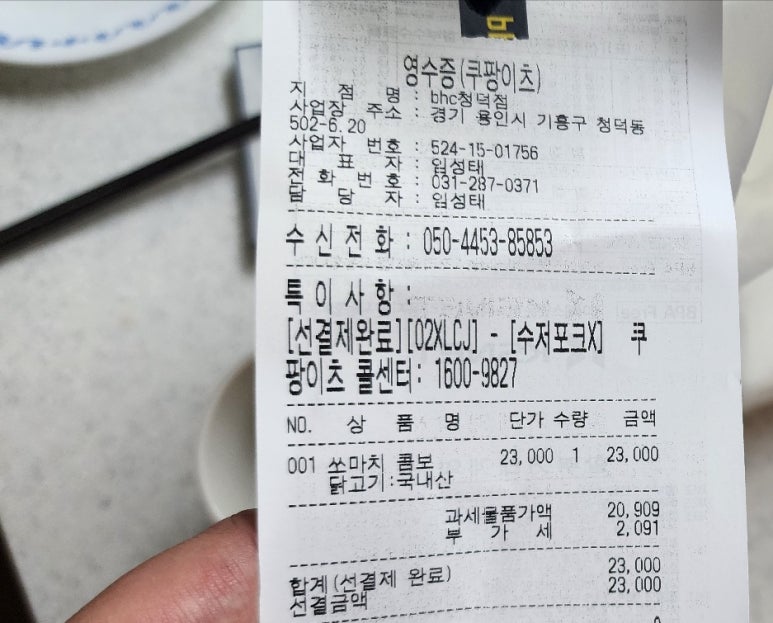 영수증(쿠팡이츠)
지 점 명 : bhc청덕점
사업장 주소 : 경기 용인시 기흥구 청덕동
502-6.20
사업자 번호 : 524-15-01756
대 표 자 : 임성태
전 화 번 호 : 031-287-0371
담 당 자 : 임성태
수 신 전 화 : 050-4453-85853
특 이 사 항 :
[선결제완료][02XLCJ] - [수저포크X] 쿠
팡이츠 콜센터: 1600-9827
NO. 상 품 명 단가 수량 금액
001 쏘마치 콤보 23,000 1 23,000
닭고기:국내산
과세물품가액 20,909
부 가 세 2,091
합계(선결제 완료) 23,000
선결금액 23,000